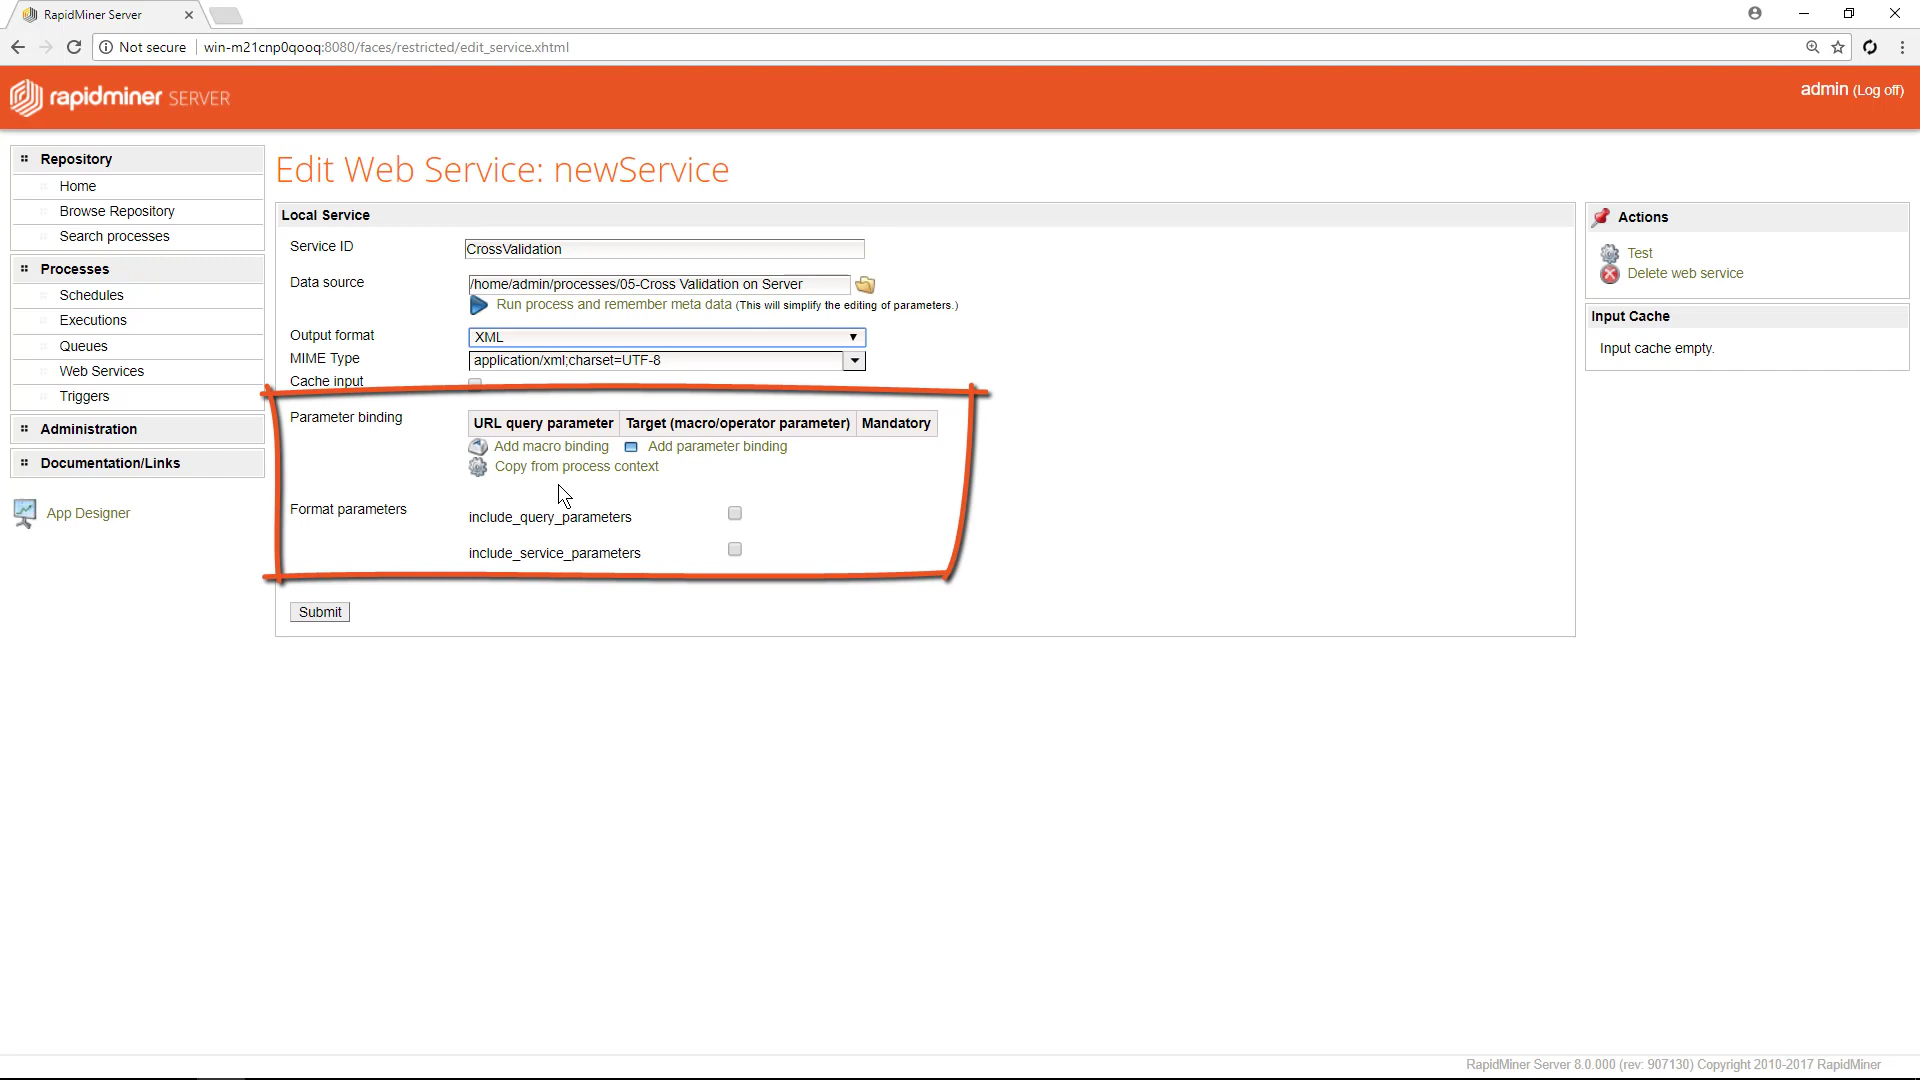 RapidMiner Server
Not secure
win-m21cnp0qooq:8080/faces/restricted/edit_service.xhtml
rapidminer SERVER
admin (Log off)
Repository
Home
Browse Repository
Search processes
Processes
Schedules
Executions
Queues
Web Services
Triggers
Administration
Documentation/Links
App Designer
Edit Web Service: newService
Local Service
Service ID
CrossValidation
Data source
/home/admin/processes/05-Cross Validation on Server
Run process and remember meta data (This will simplify the editing of parameters.)
Output format
XML
MIME Type
application/xml;charset=UTF-8
Cache input
Parameter binding
URL query parameter
Target (macro/operator parameter)
Mandatory
Add macro binding
Add parameter binding
Copy from process context
Format parameters
include_query_parameters
include_service_parameters
Submit
Actions
Test
Delete web service
Input Cache
Input cache empty.
RapidMiner Server 8.0.000 (rev: 907130) Copyright 2010-2017 RapidMiner